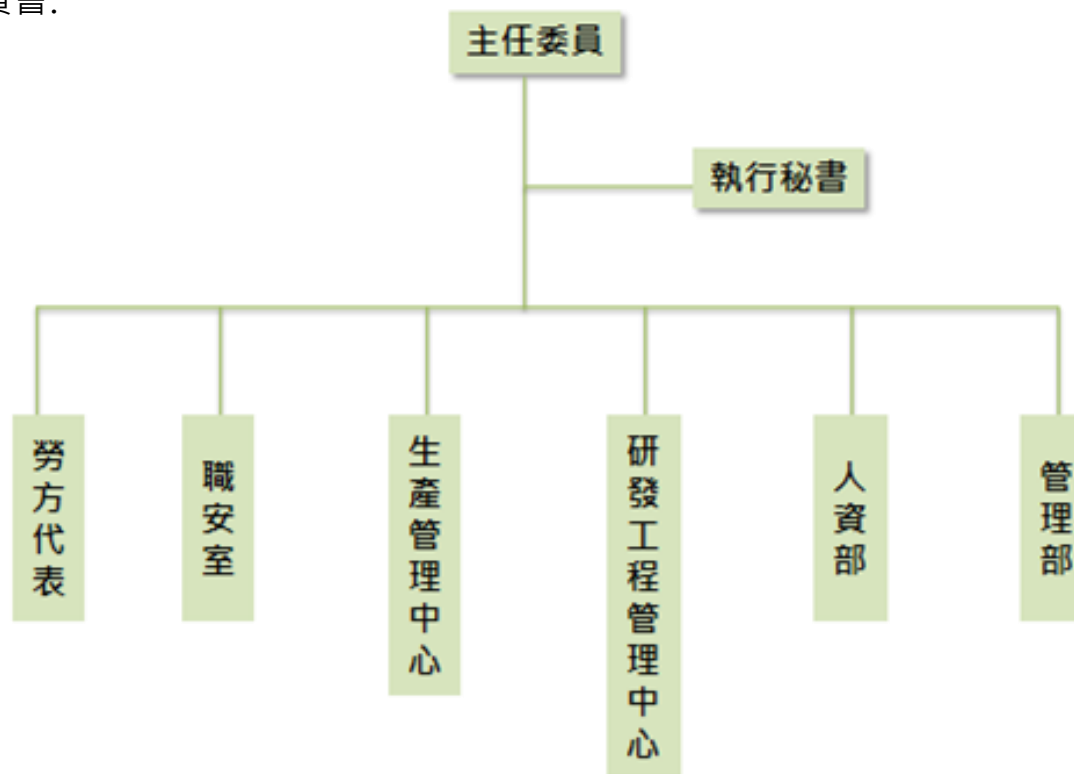 主任委員
執行秘書
勞方代表
職安室
生產管理中心
研發工程管理中心
人資部
管理部